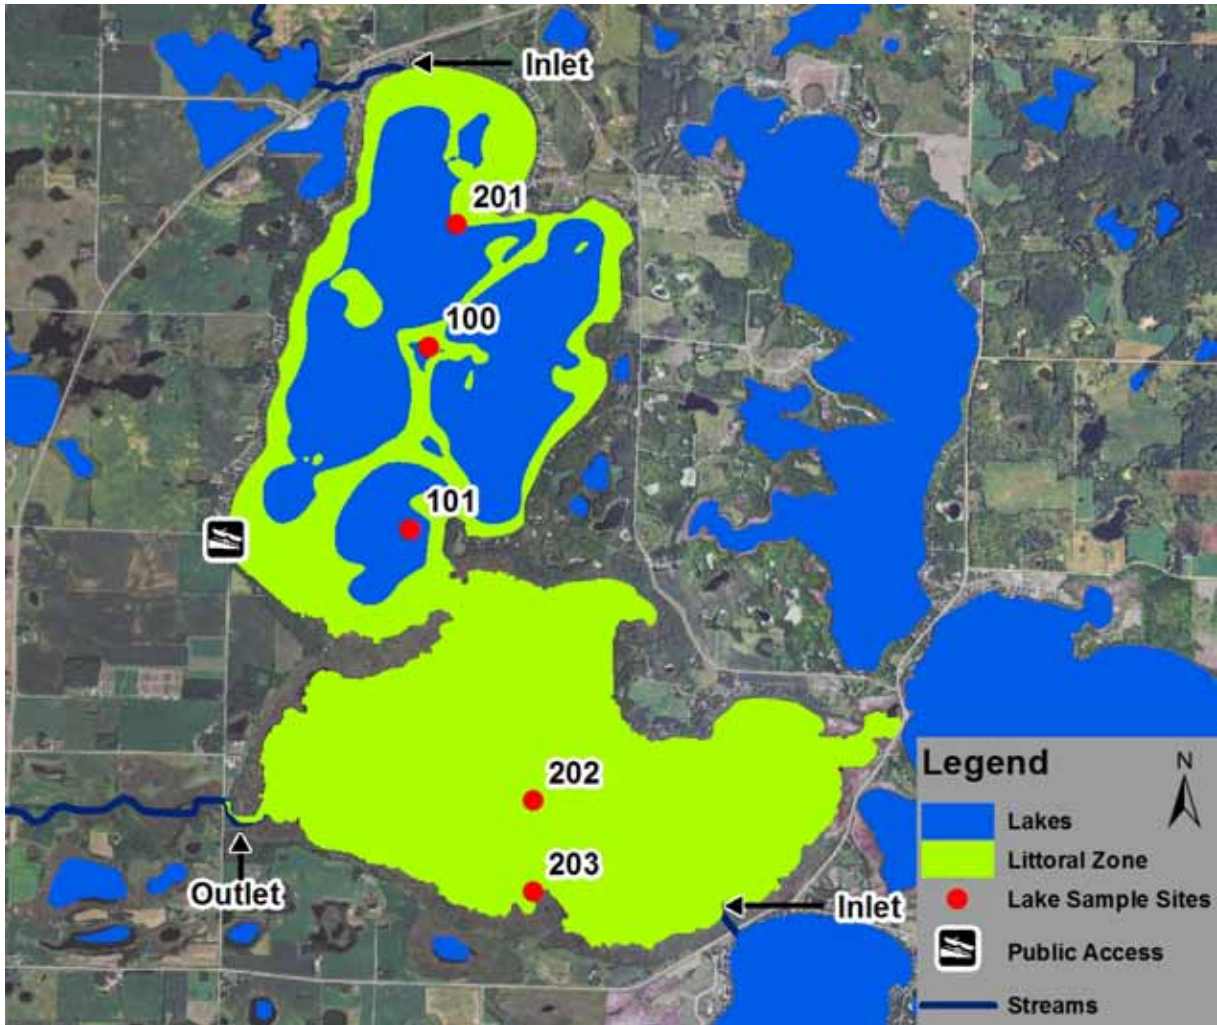 Inlet
201
100
101
202
203
Outlet
Inlet
Legend
N
Lakes
Littoral Zone
Lake Sample Sites
Public Access
Streams